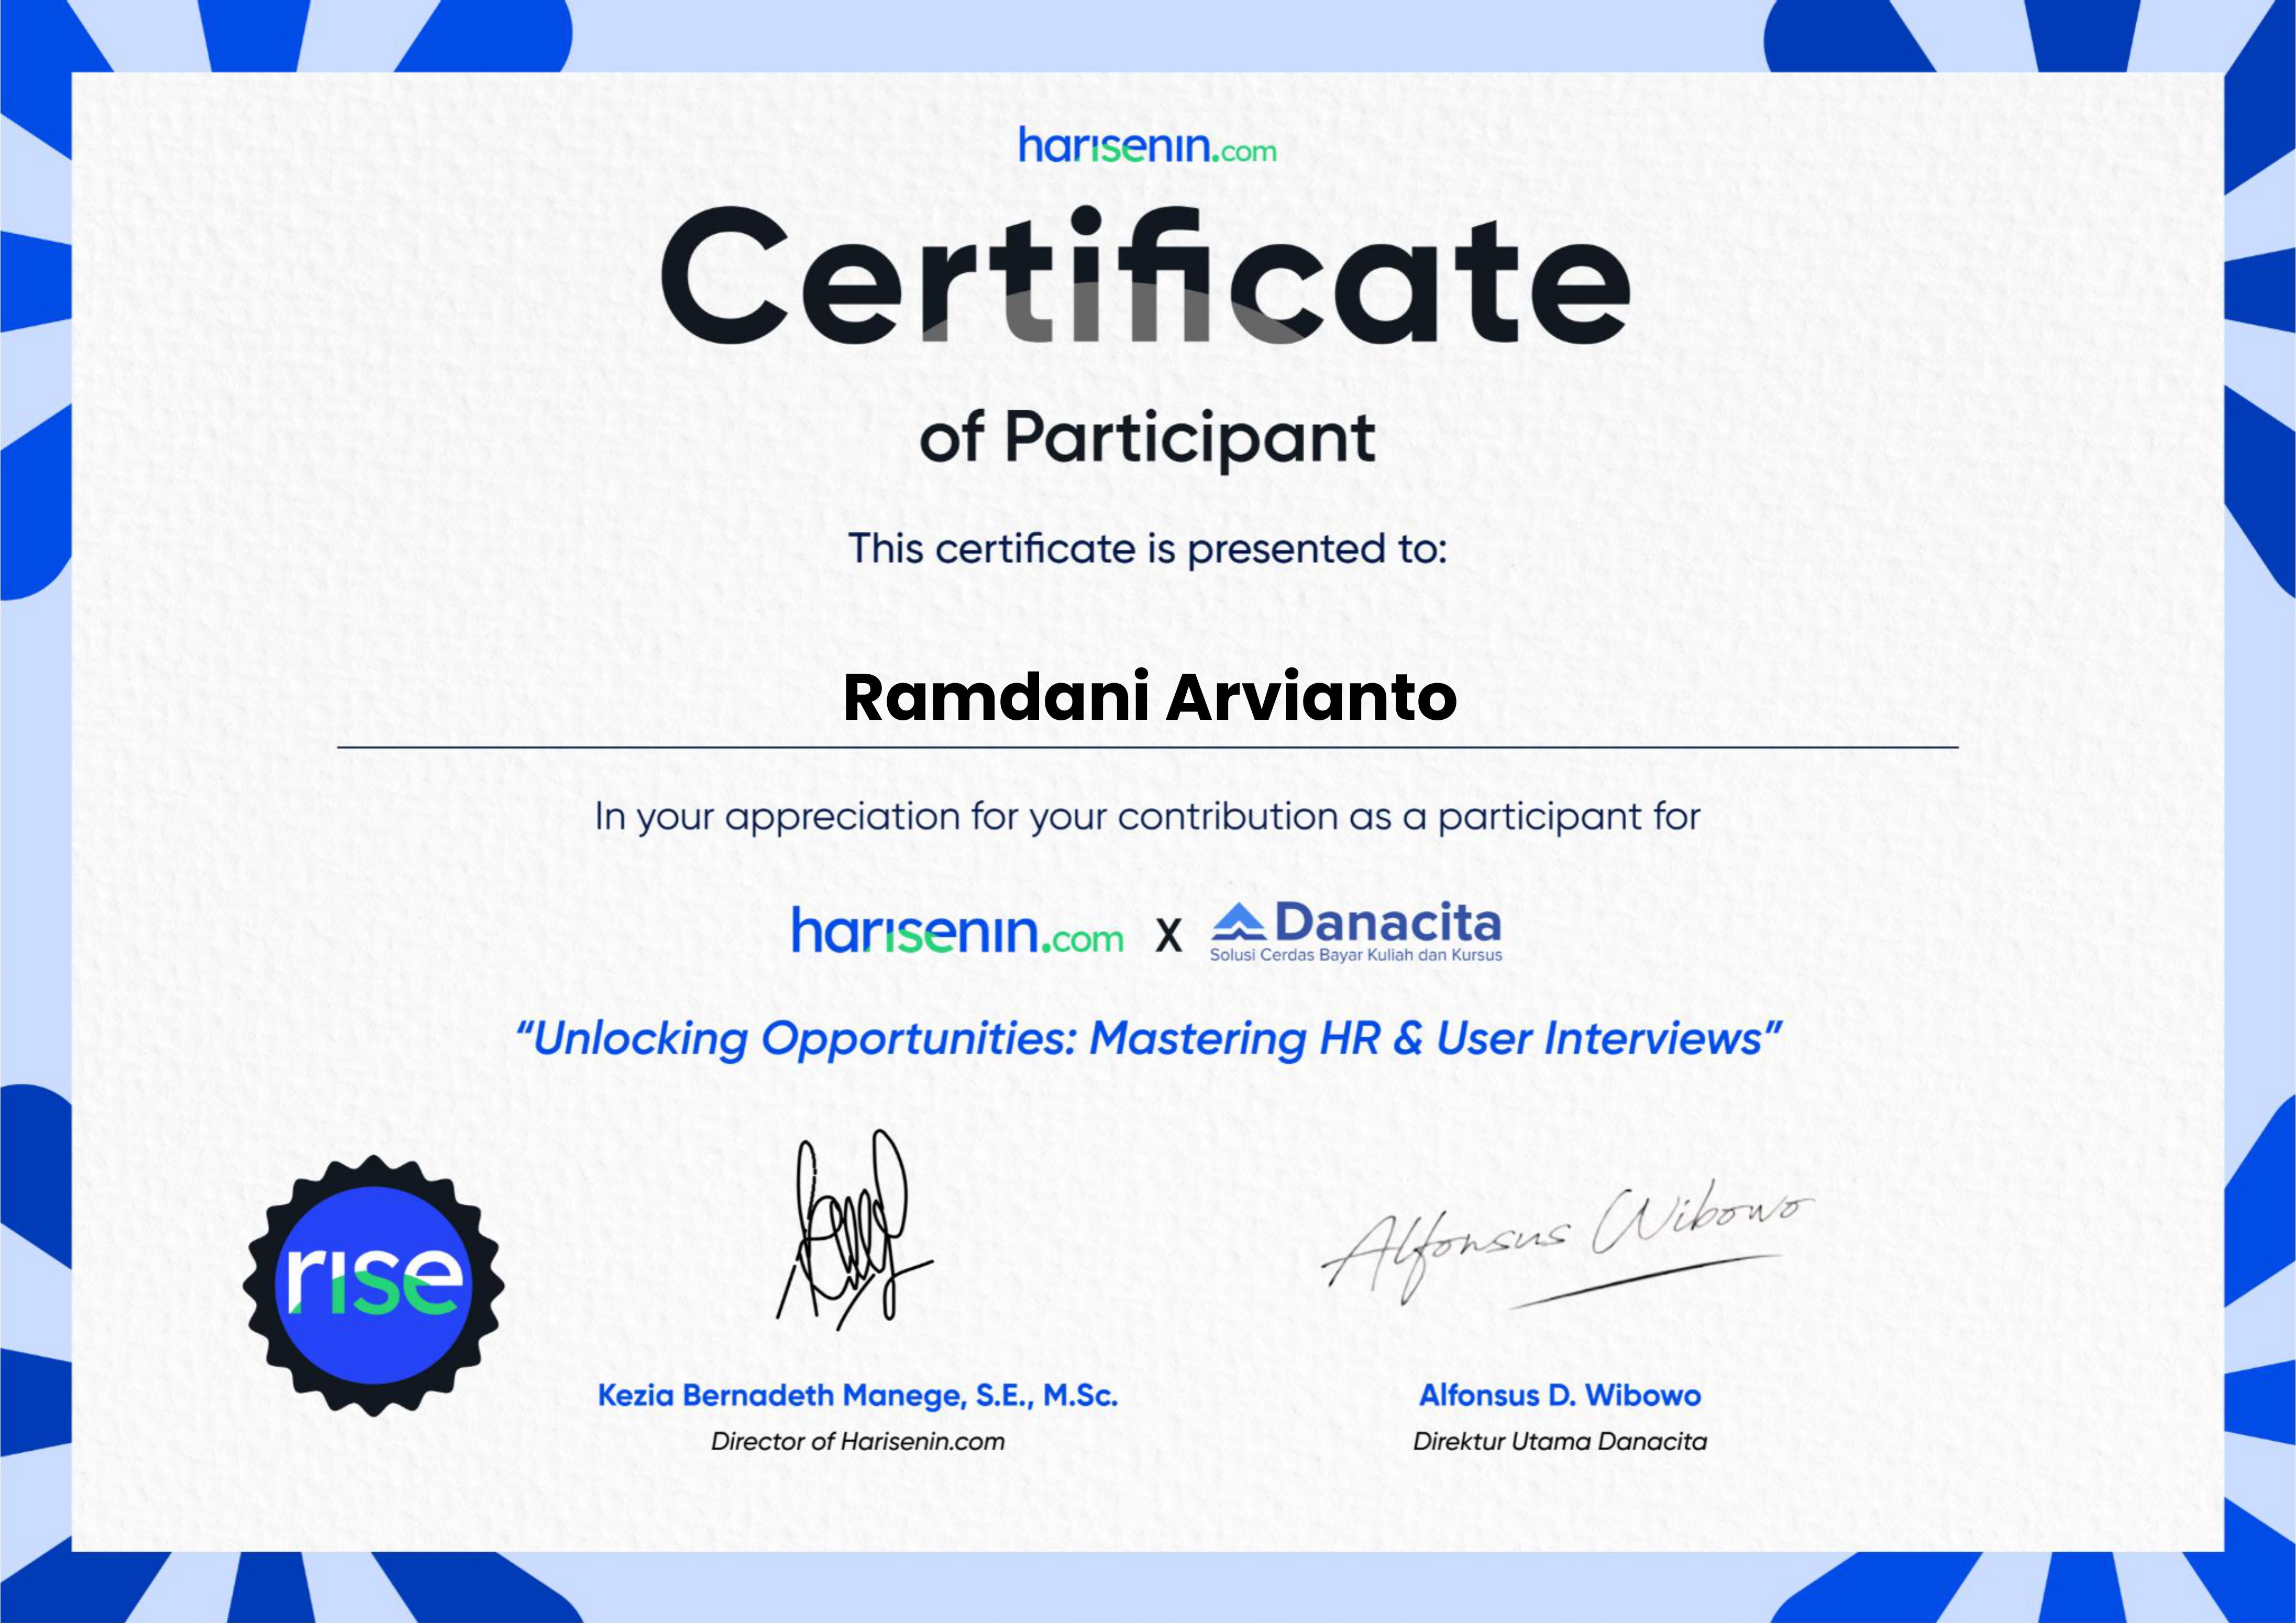 harisenin.com
Certificate
of Participant
This certificate is presented to:
Ramdani Arvianto
In your appreciation for your contribution as a participant for
harisenin.com X Danacita
Solusi Cerdas Bayar Kuliah dan Kursus
“Unlocking Opportunities: Mastering HR & User Interviews”
rise
Alfonsus Wibowo
Kezia Bernadeth Manege, S.E., M.Sc.
Director of Harisenin.com
Alfonsus D. Wibowo
Direktur Utama Danacita